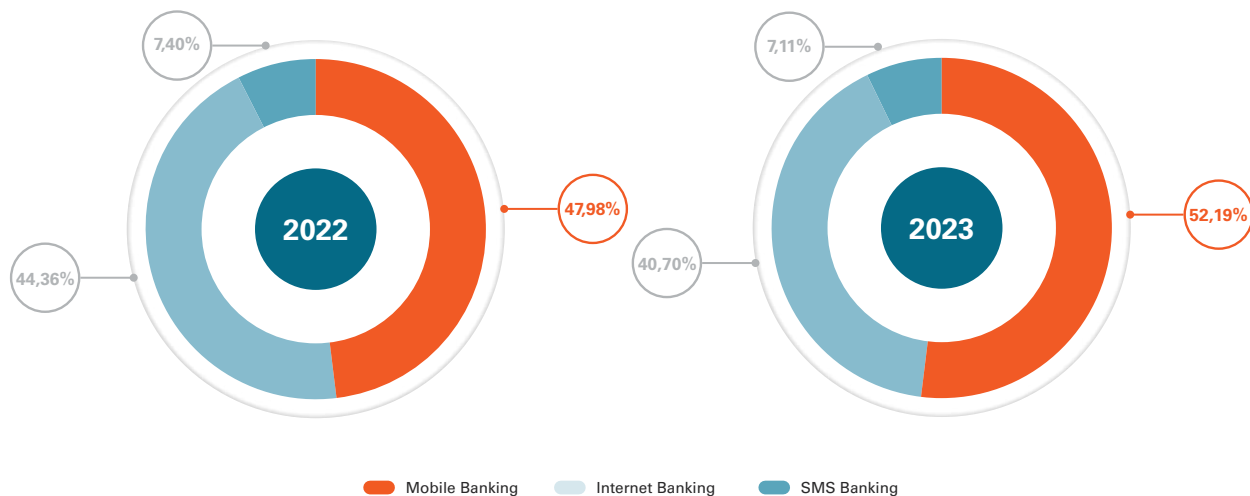 7,40%
2022
47,98%
44,36%
7,11%
2023
52,19%
40,70%
Mobile Banking
Internet Banking
SMS Banking